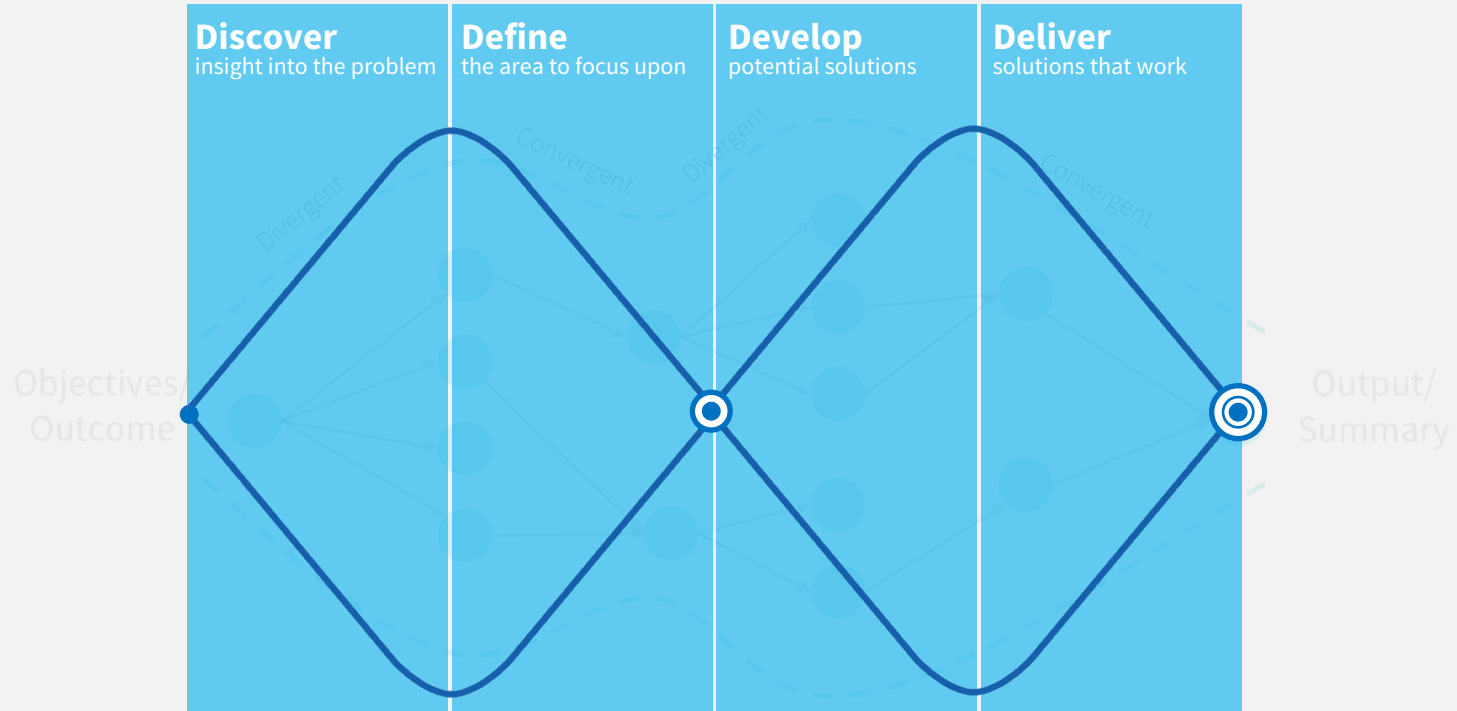 Discover
insight into the problem
Define
the area to focus upon
Develop
potential solutions
Deliver
solutions that work
Divergent
Convergent
Divergent
Convergent
Objectives/
Outcome
Output/
Summary